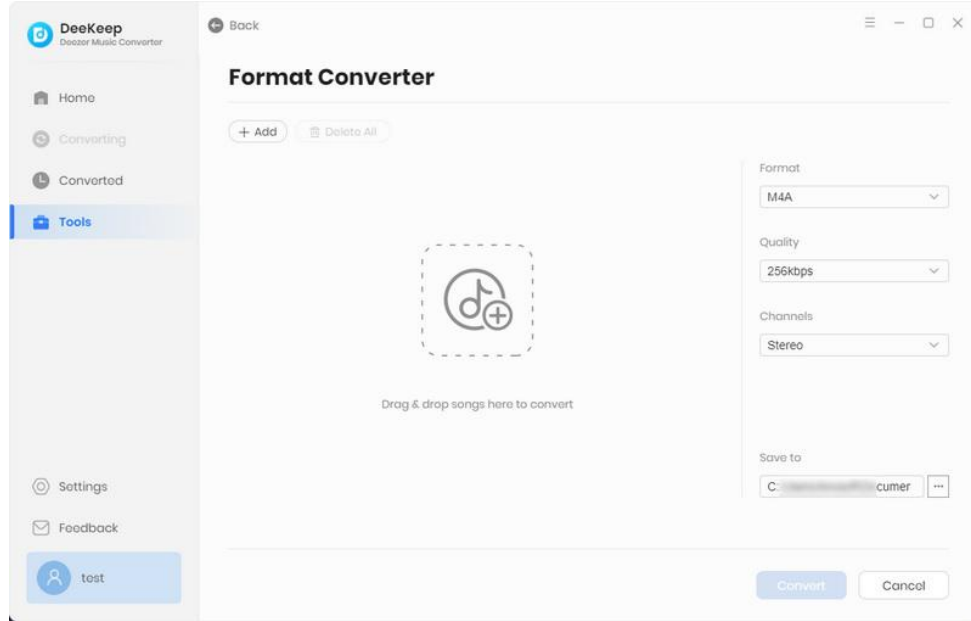 DeeKeep
Deezer Music Converter
Back
Home
Converting
Converted
Tools
Settings
Feedback
test
Format Converter
+ Add
Delete All
Drag & drop songs here to convert
Format
M4A
Quality
256kbps
Channels
Stereo
Save to
C: cumer ...
Convert
Cancel